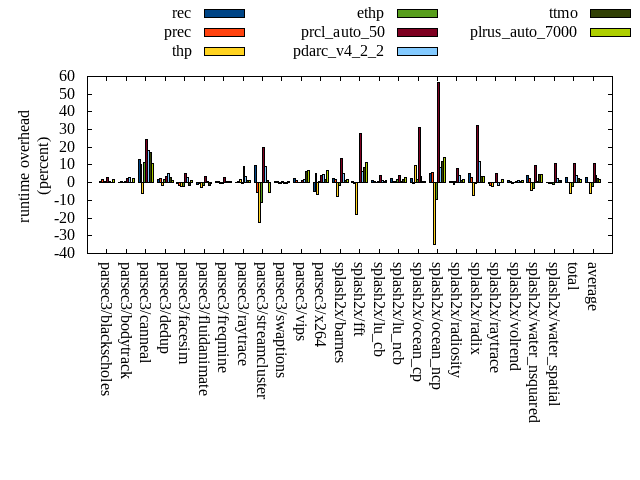 rec ethp ttmo
prec prcl_auto_50 plrus_auto_7000
thp pdarc_v4_2_2
60
50
40
30
20
10
0
-10
-20
-30
-40
runtime overhead
(percent)
parsec3/blackscholes
parsec3/bodytrack
parsec3/canneal
parsec3/dedup
parsec3/facesim
parsec3/fluidanimate
parsec3/freqmine
parsec3/raytrace
parsec3/streamcluster
parsec3/swaptions
parsec3/vips
parsec3/x264
splash2x/barnes
splash2x/fft
splash2x/lu_cb
splash2x/lu_ncb
splash2x/ocean_cp
splash2x/ocean_ncp
splash2x/radiosity
splash2x/radix
splash2x/raytrace
splash2x/volrend
splash2x/water_nsquared
splash2x/water_spatial
total
average